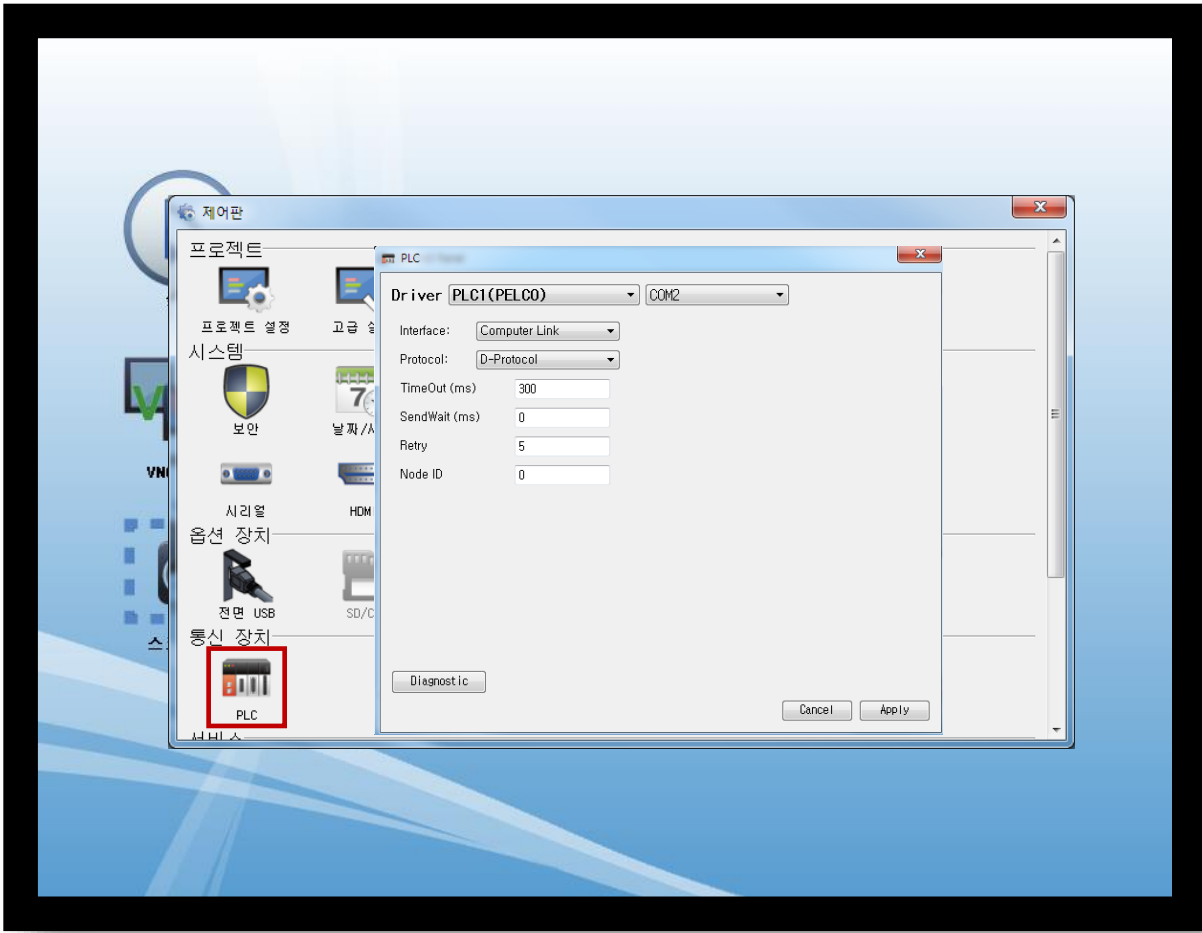 제어판
프로젝트
프로젝트 설정
고급
시스템
보안
날짜/
7
시리얼
HDM
옵션 장치
전면 USB
SD/C
통신 장치
PLC
PLC
Driver PLC1(PELCO) COM2
Interface: Computer Link
Protocol: D-Protocol
TimeOut (ms) 300
SendWait (ms) 0
Retry 5
Node ID 0
Diagnostic
Cancel Apply
VN